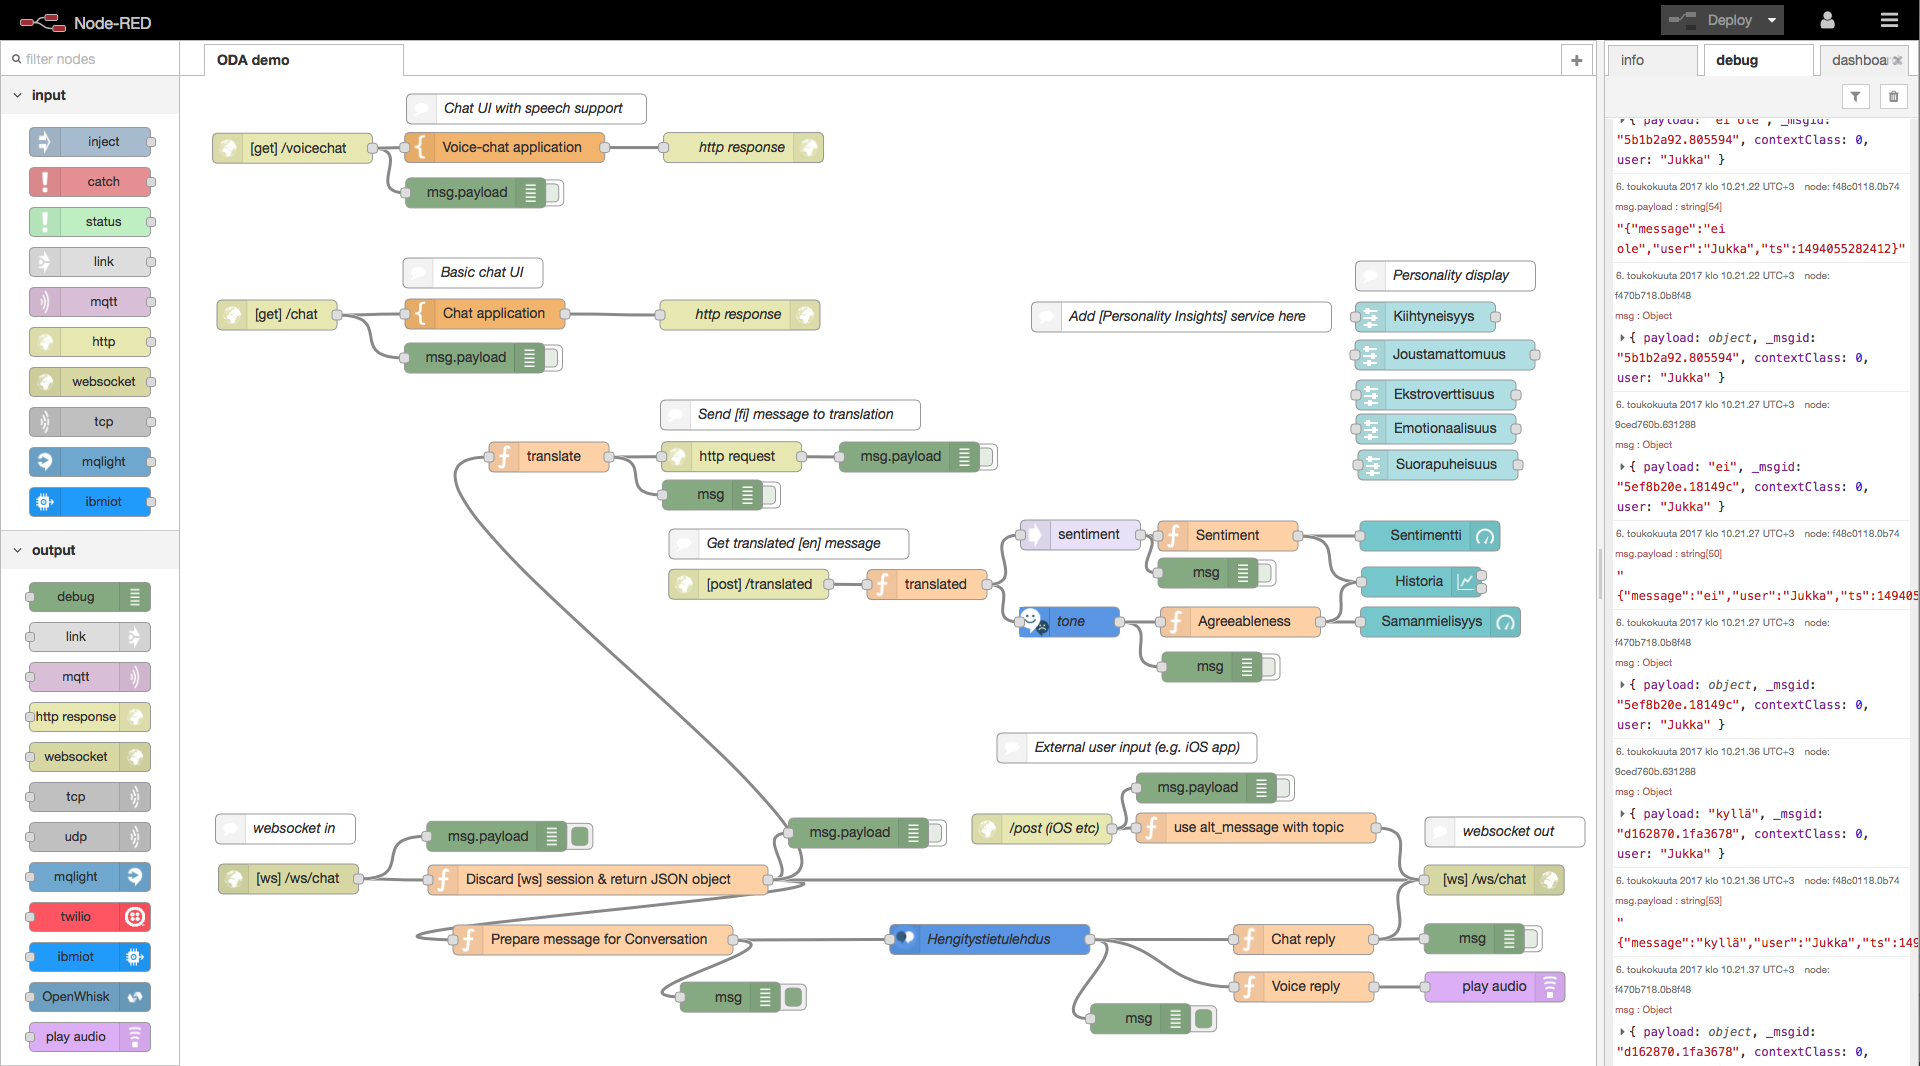 Node-RED
Deploy
filter nodes
input
inject
catch
status
link
mqtt
http
websocket
tcp
mqlight
ibmiot
output
debug
link
mqtt
http response
websocket
tcp
udp
mqlight
twilio
ibmiot
OpenWhisk
play audio
ODA demo
Chat UI with speech support
[get] /voicechat
Voice-chat application
http response
msg.payload
Basic chat UI
[get] /chat
Chat application
http response
msg.payload
Personality display
Add [Personality Insights] service here
Kiihtyneisyys
Joustamattomuus
Ekstroverttisuus
Emotionaalisuus
Suorapuheisuus
Send [fi] message to translation
translate
http request
msg.payload
msg
Get translated [en] message
[post] /translated
translated
sentiment
Sentiment
Sentimentti
msg
Historia
tone
Agreeableness
Samanmielisyys
msg
External user input (e.g. iOS app)
msg.payload
/post (iOS etc)
use alt_message with topic
websocket in
msg.payload
msg.payload
websocket out
[ws] /ws/chat
Discard [ws] session & return JSON object
[ws] /ws/chat
Prepare message for Conversation
Hengitystietulehdus
Chat reply
msg
msg
Voice reply
play audio
msg
info
debug
dashboa
{ payload: "ei ole", _msgid:
"5b1b2a92.805594", contextClass: 0,
user: "Jukka" }
6. toukokuuta 2017 klo 10.21.22 UTC+3 node: f48c0118.0b74
msg.payload : string[54]
"{"message":"ei
ole","user":"Jukka","ts":1494055282412}"
6. toukokuuta 2017 klo 10.21.22 UTC+3 node:
f470b718.0b8f48
msg : Object
{ payload: object, _msgid:
"5b1b2a92.805594", contextClass: 0,
user: "Jukka" }
6. toukokuuta 2017 klo 10.21.27 UTC+3 node:
9ced760b.631288
msg : Object
{ payload: "ei", _msgid:
"5ef8b20e.18149c", contextClass: 0,
user: "Jukka" }
6. toukokuuta 2017 klo 10.21.27 UTC+3 node: f48c0118.0b74
msg.payload : string[50]
"
{"message":"ei","user":"Jukka","ts":149405
6. toukokuuta 2017 klo 10.21.27 UTC+3 node:
f470b718.0b8f48
msg : Object
{ payload: object, _msgid:
"5ef8b20e.18149c", contextClass: 0,
user: "Jukka" }
6. toukokuuta 2017 klo 10.21.36 UTC+3 node:
9ced760b.631288
msg : Object
{ payload: "kyllä", _msgid:
"d162870.1fa3678", contextClass: 0,
user: "Jukka" }
6. toukokuuta 2017 klo 10.21.36 UTC+3 node: f48c0118.0b74
msg.payload : string[53]
"
{"message":"kyllä","user":"Jukka","ts":149
6. toukokuuta 2017 klo 10.21.37 UTC+3 node:
f470b718.0b8f48
msg : Object
{ payload: object, _msgid:
"d162870.1fa3678", contextClass: 0,